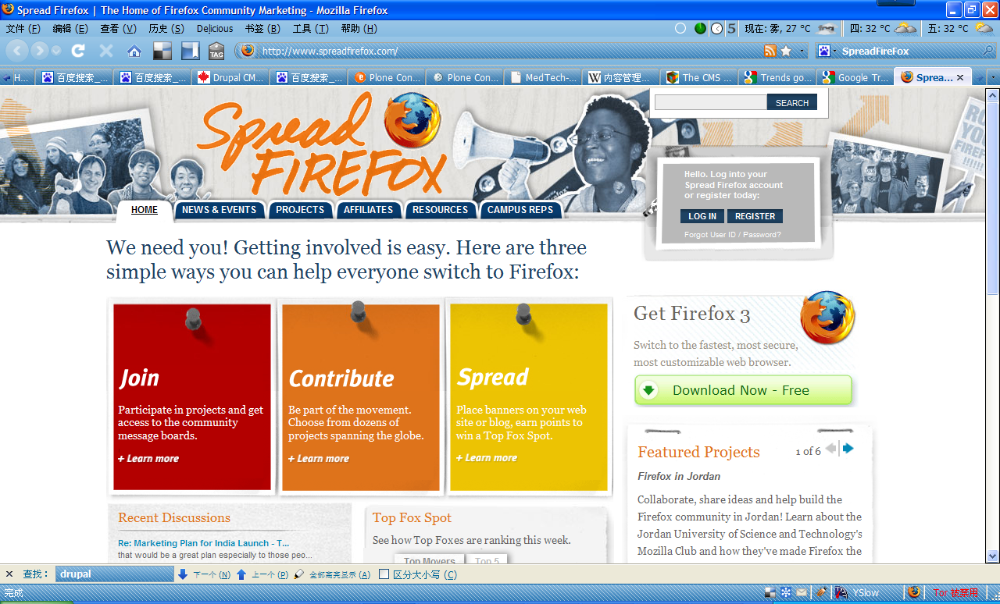 Spread Firefox | The Home of Firefox Community Marketing - Mozilla Firefox
文件 (F) 编辑 (E) 查看 (V) 历史 (S) Delicious 书签 (B) 工具 (T) 帮助 (H) 5 现在: 雾, 27 °C 四: 32 °C 五: 32 °C
TAG http://www.spreadfirefox.com/ SpreadFireFox
H... 百度搜索_... 百度搜索_... Drupal CM... 百度搜索_... Plone Con... Plone Con... MedTech-... 内容管理... The CMS ... Trends go... Google Tr... Sprea...
SEARCH
Spread
FIREFOX
Hello. Log into your
Spread Firefox account
or register today:
LOG IN REGISTER
Forgot User ID / Password?
HOME NEWS & EVENTS PROJECTS AFFILIATES RESOURCES CAMPUS REPS
We need you! Getting involved is easy. Here are three
simple ways you can help everyone switch to Firefox:
Join
Participate in projects and get
access to the community
message boards.
+ Learn more
Contribute
Be part of the movement.
Choose from dozens of
projects spanning the globe.
+ Learn more
Spread
Place banners on your web
site or blog, earn points to
win a Top Fox Spot.
+ Learn more
Get Firefox 3
Switch to the fastest, most secure,
most customizable web browser.
Download Now - Free
Featured Projects 1 of 6
Firefox in Jordan
Collaborate, share ideas and help build the
Firefox community in Jordan! Learn about the
Jordan University of Science and Technology's
Mozilla Club and how they've made Firefox the
Recent Discussions
Re: Marketing Plan for India Launch - T...
that would be a great plan especially to those peo...
Top Fox Spot
See how Top Foxes are ranking this week.
Top Movers Top 5
查找： drupal 下一个 (N) 上一个 (P) 全部高亮显示 (A) 区分大小写 (C)
完成 YSlow Tor 被禁用